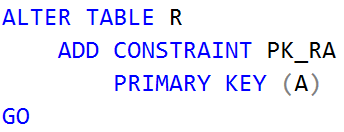 ALTER TABLE R
ADD CONSTRAINT PK_RA
PRIMARY KEY (A)
GO